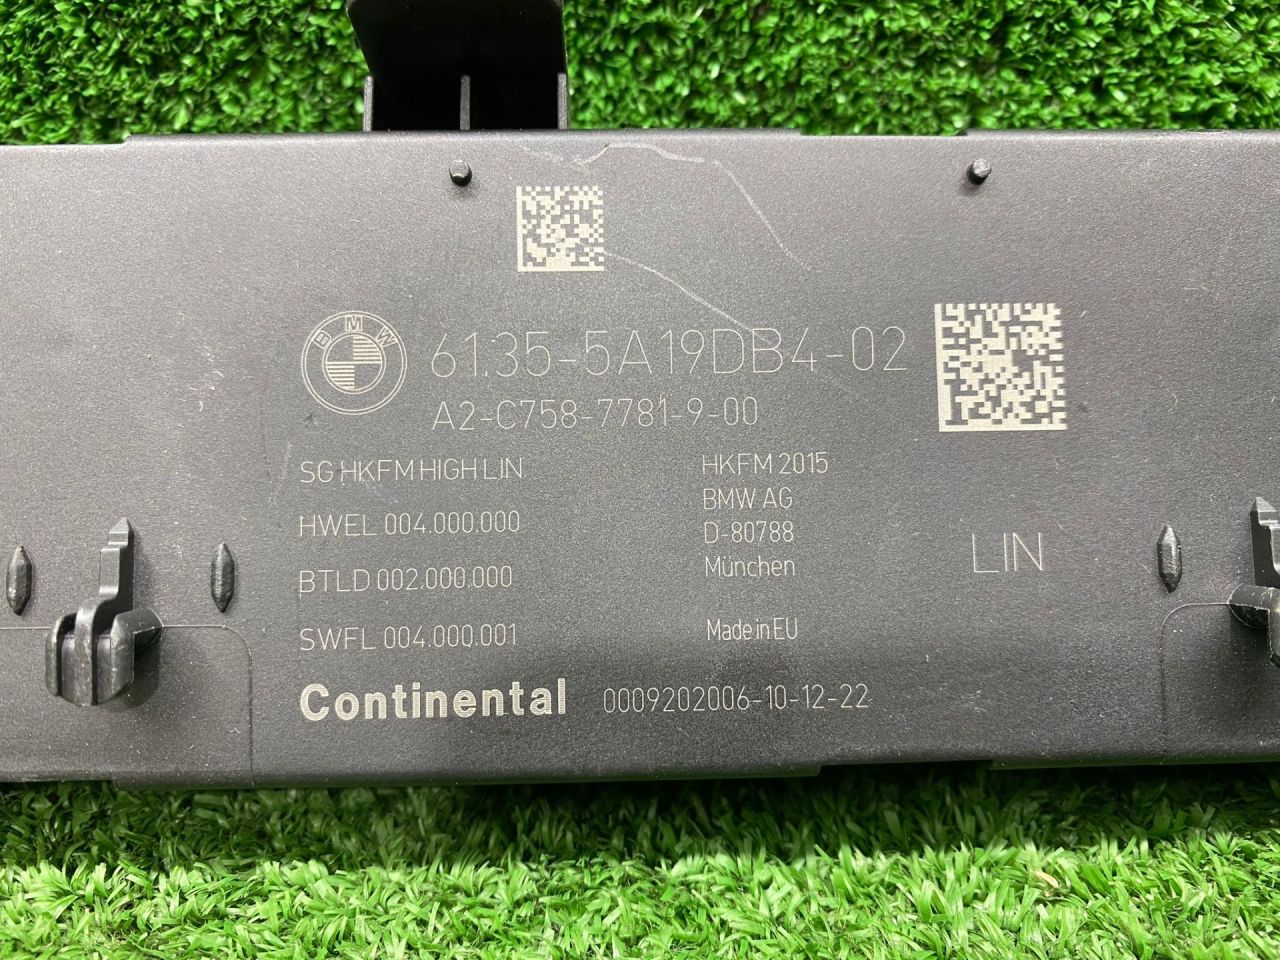 BMW
61.35-5A19DB4-02
A2-C758-7781-9-00
SG HKFM HIGH LIN
HWEL 004.000.000
BTLD 002.000.000
SWFL 004.000.001
HKFM 2015
BMW AG
D-80788
München
Made in EU
LIN
Continental 0009202006-10-12-22